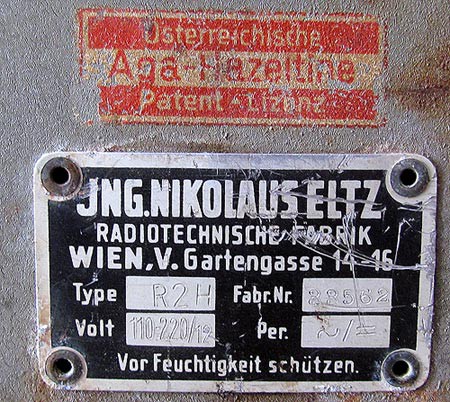 Österreichische
Aga-Hazeltine
Patent-Lizenz
JNG.NIKOLAUS ELTZ
RADIOTECHNISCHE FABRIK
WIEN,V. Gartengasse 14-16
Type R2H Fabr.Nr. 28562
Volt 110-220/12 Per. ~/=
Vor Feuchtigkeit schützen.